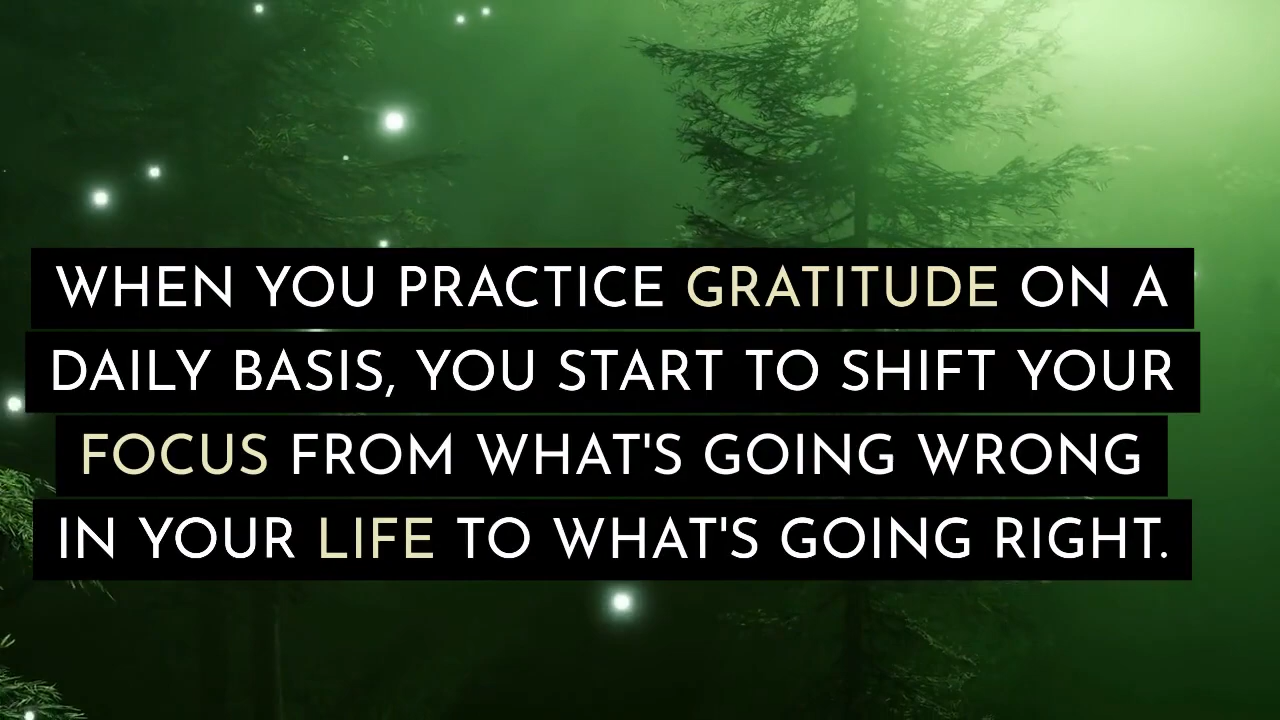 WHEN YOU PRACTICE GRATITUDE ON A
DAILY BASIS, YOU START TO SHIFT YOUR
FOCUS FROM WHAT'S GOING WRONG
IN YOUR LIFE TO WHAT'S GOING RIGHT.